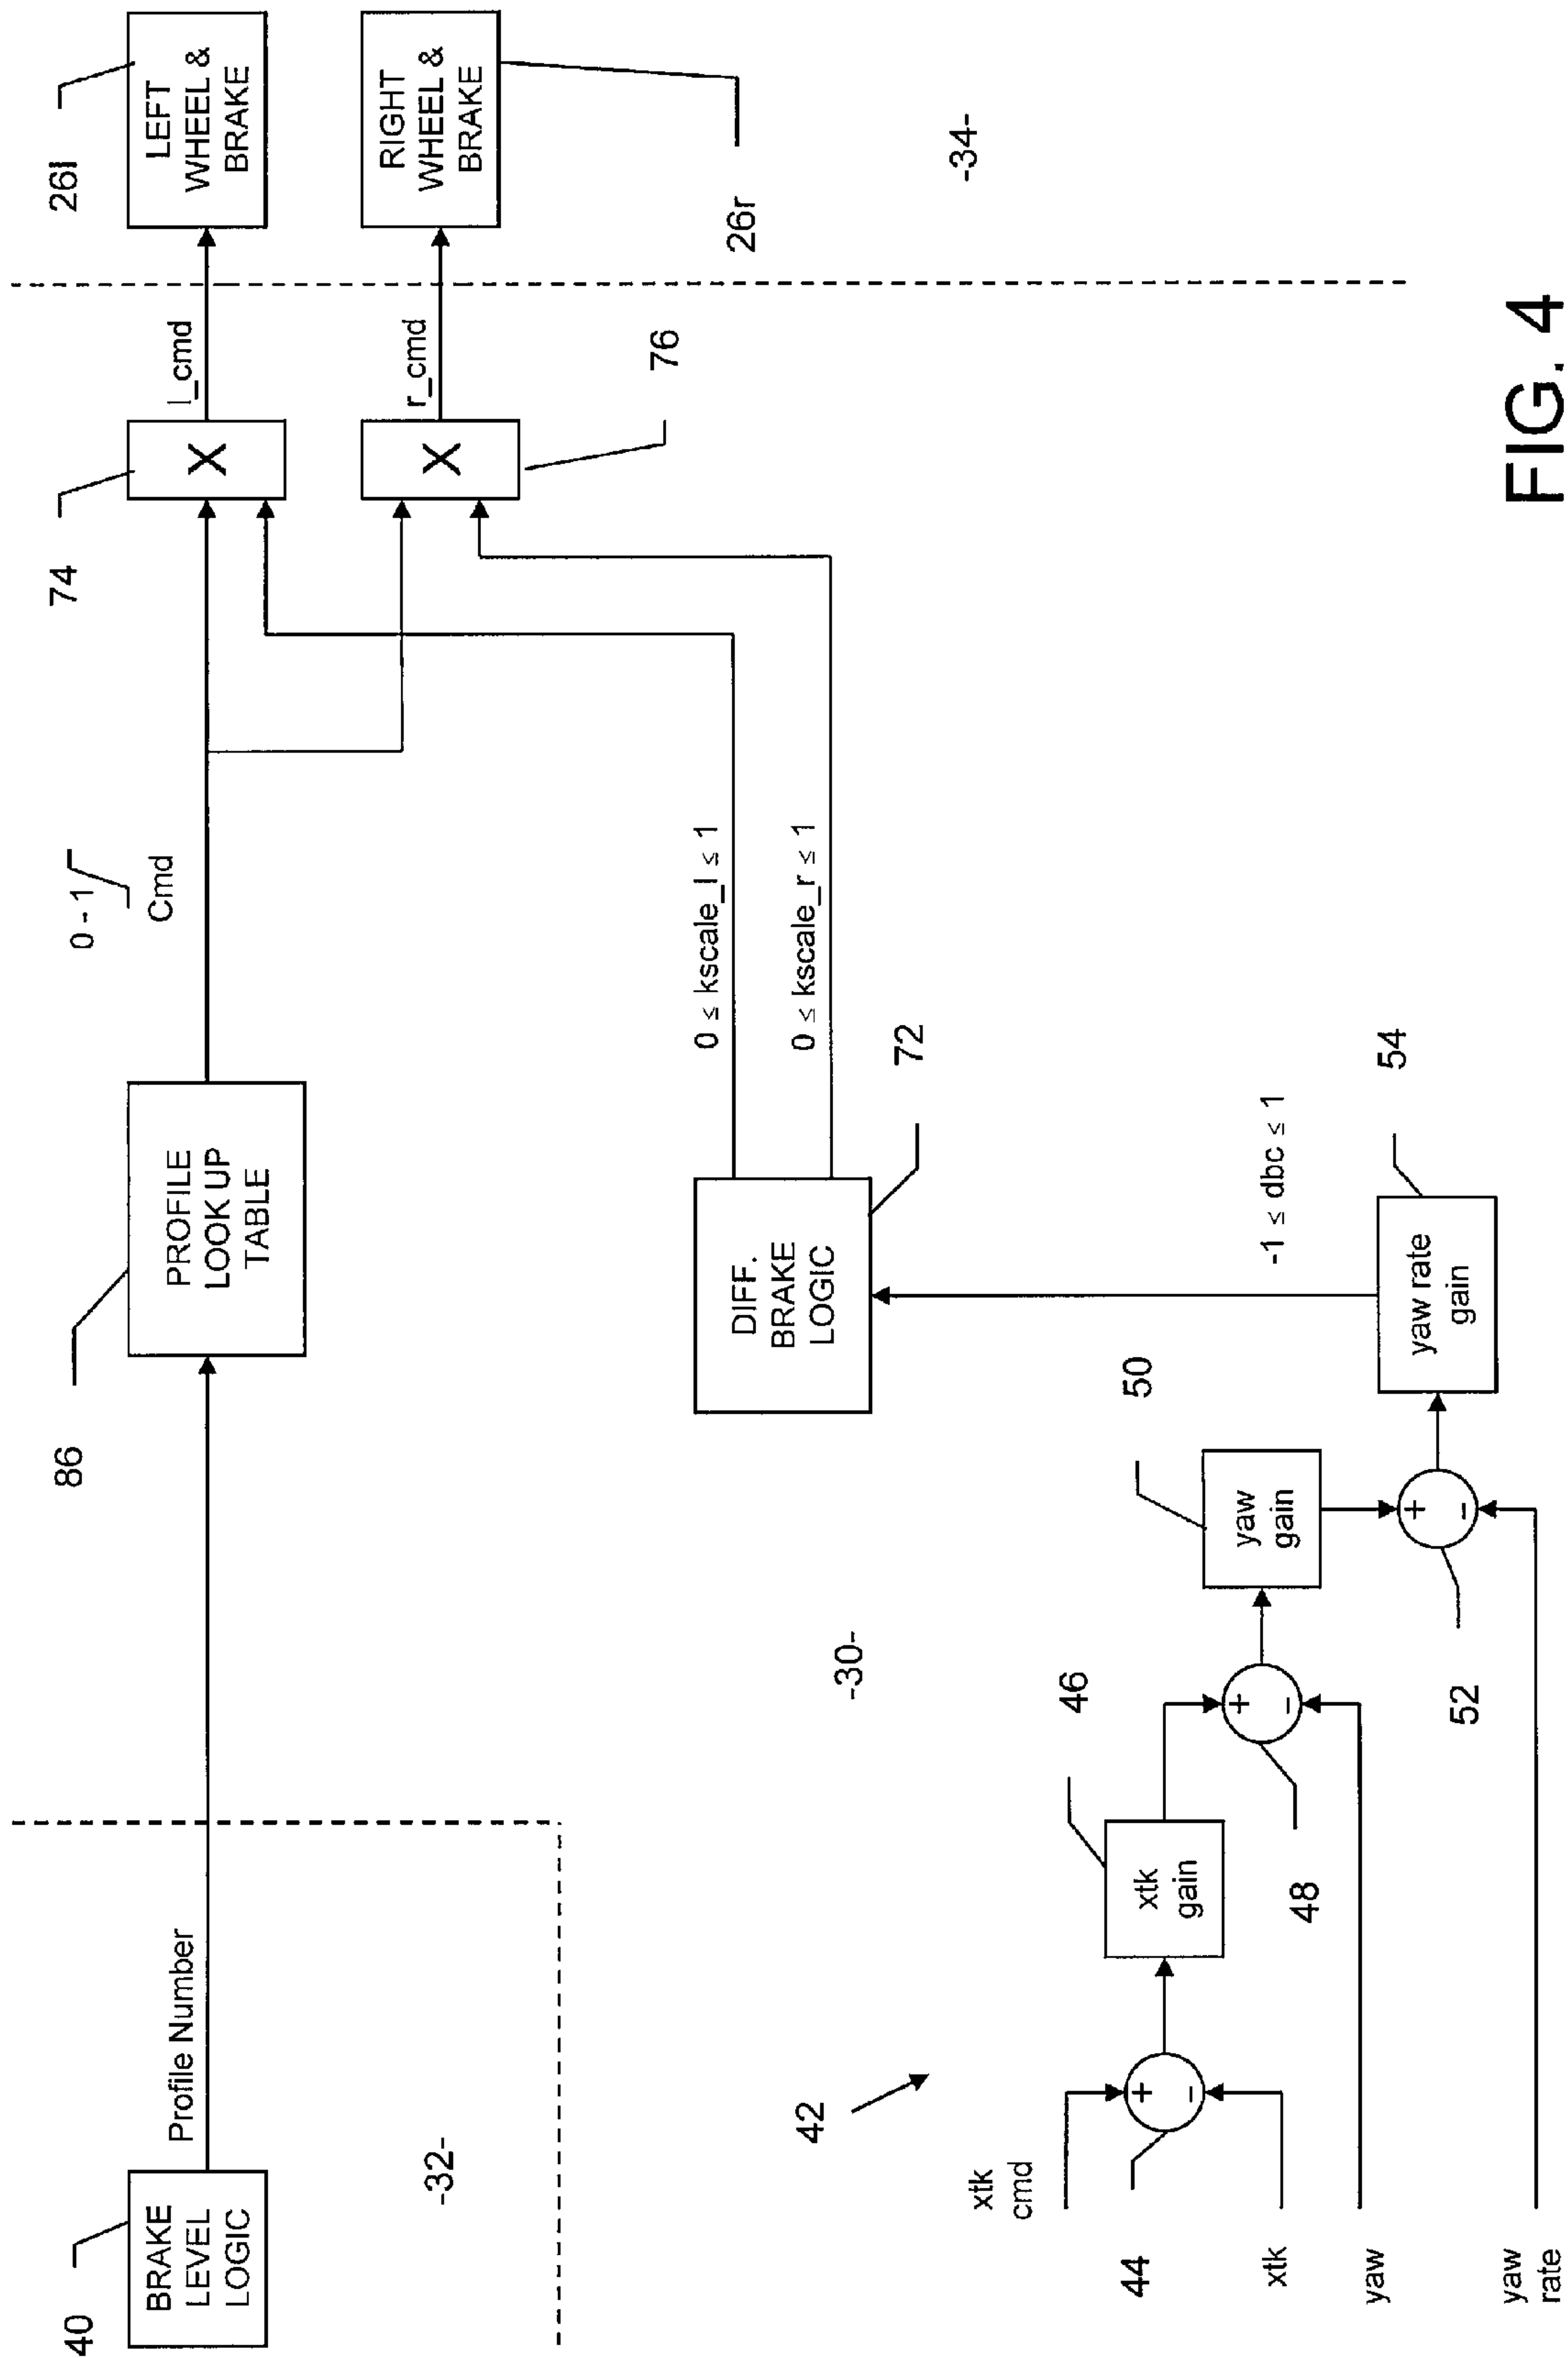 40
BRAKE
LEVEL
LOGIC
Profile Number
-32-
86
PROFILE
LOOK UP
TABLE
0 - 1
Cmd
74
X
l_cmd
26l
LEFT
WHEEL &
BRAKE
X
r_cmd
76
RIGHT
WHEEL &
BRAKE
26r
-34-
0 ≤ kscale_l ≤ 1
0 ≤ kscale_r ≤ 1
DIFF.
BRAKE
LOGIC
72
-30-
42
xtk
cmd
+
-
44
xtk
xtk
gain
46
+
-
48
yaw
yaw
gain
50
+
-
52
yaw
rate
yaw rate
gain
54
-1 ≤ dbc ≤ 1
FIG. 4